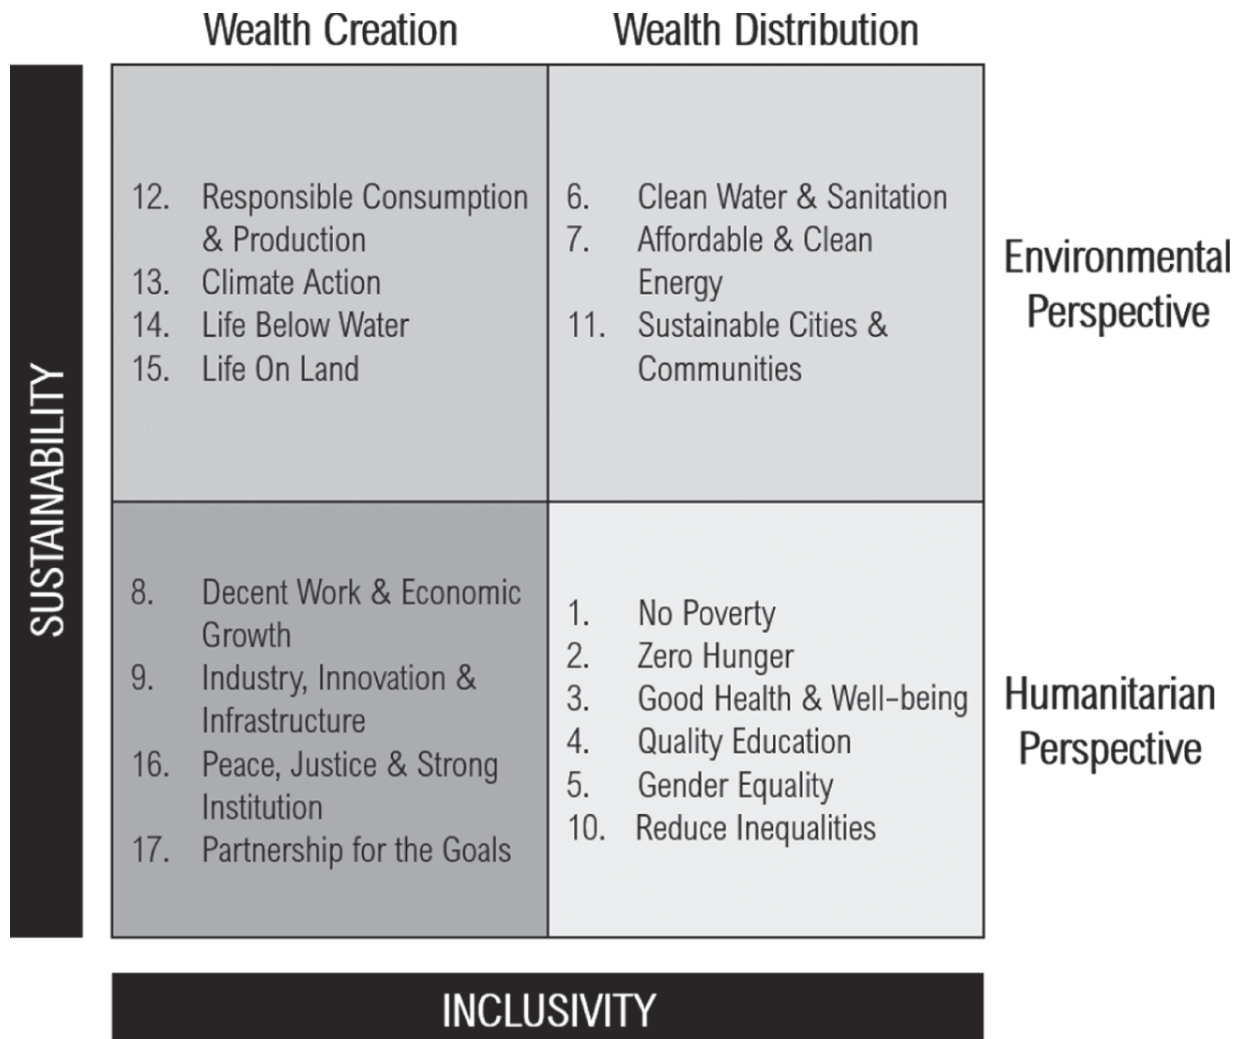 Wealth Creation
Wealth Distribution
SUSTAINABILITY
12. Responsible Consumption
& Production
13. Climate Action
14. Life Below Water
15. Life On Land
6. Clean Water & Sanitation
7. Affordable & Clean
Energy
11. Sustainable Cities &
Communities
Environmental
Perspective
8. Decent Work & Economic
Growth
9. Industry, Innovation &
Infrastructure
16. Peace, Justice & Strong
Institution
17. Partnership for the Goals
1. No Poverty
2. Zero Hunger
3. Good Health & Well-being
4. Quality Education
5. Gender Equality
10. Reduce Inequalities
Humanitarian
Perspective
INCLUSIVITY